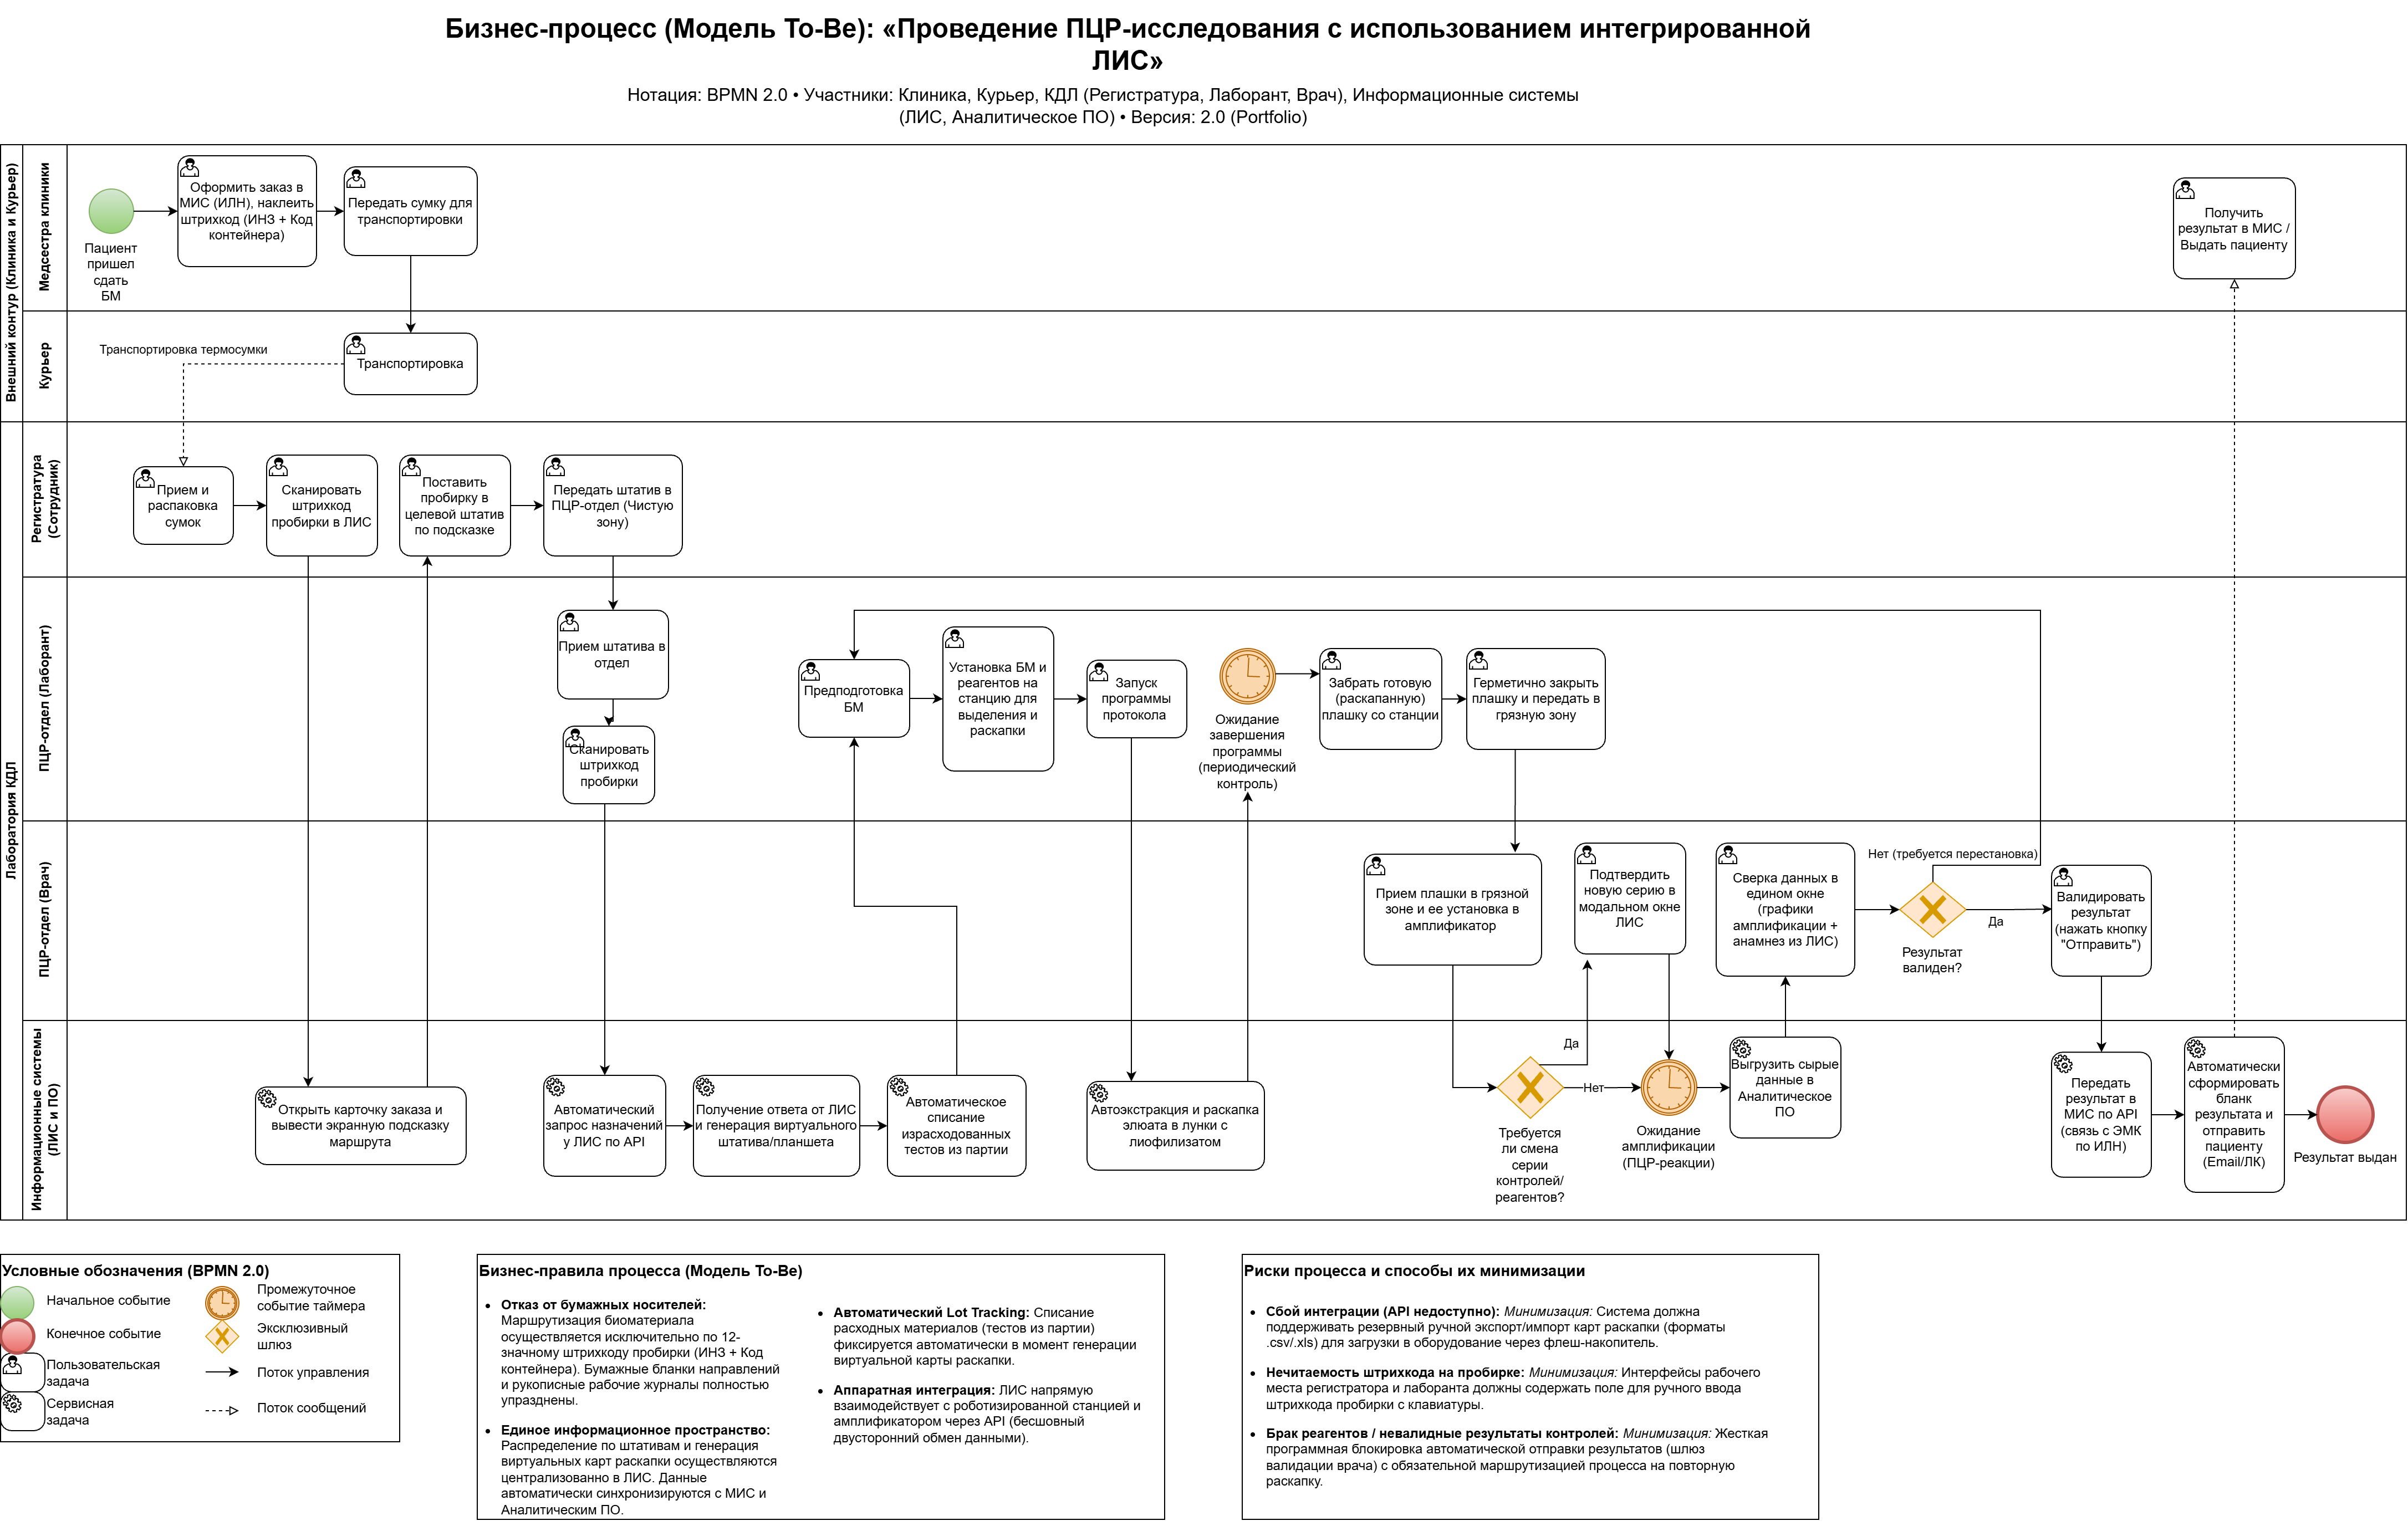 Бизнес-процесс (Модель To-Be): «Проведение ПЦР-исследования с использованием интегрированной
ЛИС»
Нотация: BPMN 2.0 • Участники: Клиника, Курьер, КДЛ (Регистратура, Лаборант, Врач), Информационные системы
(ЛИС, Аналитическое ПО) • Версия: 2.0 (Portfolio)
Внешний контур (Клиника и Курьер)
Медсестра клиники
Пациент
пришел
сдать
БМ
Оформить заказ в
МИС (ИЛН), наклеить
штрихкод (ИНЗ + Код
контейнера)
Передать сумку для
транспортировки
Получить
результат в МИС /
Выдать пациенту
Курьер
Транспортировка термосумки
Транспортировка
Лаборатория КДЛ
Регистратура
(Сотрудник)
Прием и
распаковка
сумок
Сканировать
штрихкод
пробирки в ЛИС
Поставить
пробирку в
целевой штатив
по подсказке
Передать штатив в
ПЦР-отдел (Чистую
зону)
ПЦР-отдел (Лаборант)
Прием штатива в
отдел
Сканировать
штрихкод
пробирки
Предподготовка
БМ
Установка БМ и
реагентов на
станцию для
выделения и
раскапки
Запуск
программы
протокола
Ожидание
завершения
программы
(периодический
контроль)
Забрать готовую
(раскапанную)
плашку со станции
Герметично закрыть
плашку и передать в
грязную зону
ПЦР-отдел (Врач)
Прием плашки в грязной
зоне и ее установка в
амплификатор
Подтвердить
новую серию в
модальном окне
ЛИС
Сверка данных в
едином окне
(графики
амплификации +
анамнез из ЛИС)
Нет (требуется перестановка)
Результат
валиден?
Да
Валидировать
результат
(нажать кнопку
"Отправить")
Информационные системы
(ЛИС и ПО)
Открыть карточку заказа и
вывести экранную подсказку
маршрута
Автоматический
запрос назначений
у ЛИС по API
Получение ответа от ЛИС
и генерация виртуального
штатива/планшета
Автоматическое
списание
израсходованных
тестов из партии
Автоэкстракция и раскапка
элюата в лунки с
лиофилизатом
Да
Нет
Требуется
ли смена
серии
контролей/
реагентов?
Ожидание
амплификации
(ПЦР-реакции)
Выгрузить сырые
данные в
Аналитическое
ПО
Передать
результат в
МИС по API
(связь с ЭМК
по ИЛН)
Автоматически
сформировать
бланк
результата и
отправить
пациенту
(Email/ЛК)
Результат выдан
Условные обозначения (BPMN 2.0)
Начальное событие
Конечное событие
Пользовательская
задача
Сервисная
задача
Промежуточное
событие таймера
Эксклюзивный
шлюз
Поток управления
Поток сообщений
Бизнес-правила процесса (Модель To-Be)
• Отказ от бумажных носителей:
Маршрутизация биоматериала
осуществляется исключительно по 12-
значному штрихкоду пробирки (ИНЗ + Код
контейнера). Бумажные бланки направлений
и рукописные рабочие журналы полностью
упразднены.
• Единое информационное пространство:
Распределение по штативам и генерация
виртуальных карт раскапки осуществляются
централизованно в ЛИС. Данные
автоматически синхронизируются с МИС и
Аналитическим ПО.
• Автоматический Lot Tracking: Списание
расходных материалов (тестов из партии)
фиксируется автоматически в момент генерации
виртуальной карты раскапки.
• Аппаратная интеграция: ЛИС напрямую
взаимодействует с роботизированной станцией и
амплификатором через API (бесшовный
двусторонний обмен данными).
Риски процесса и способы их минимизации
• Сбой интеграции (API недоступно): Минимизация: Система должна
поддерживать резервный ручной экспорт/импорт карт раскапки (форматы
.csv/.xls) для загрузки в оборудование через флеш-накопитель.
• Нечитаемость штрихкода на пробирке: Минимизация: Интерфейсы рабочего
места регистратора и лаборанта должны содержать поле для ручного ввода
штрихкода пробирки с клавиатуры.
• Брак реагентов / невалидные результаты контролей: Минимизация: Жесткая
программная блокировка автоматической отправки результатов (шлюз
валидации врача) с обязательной маршрутизацией процесса на повторную
раскапку.